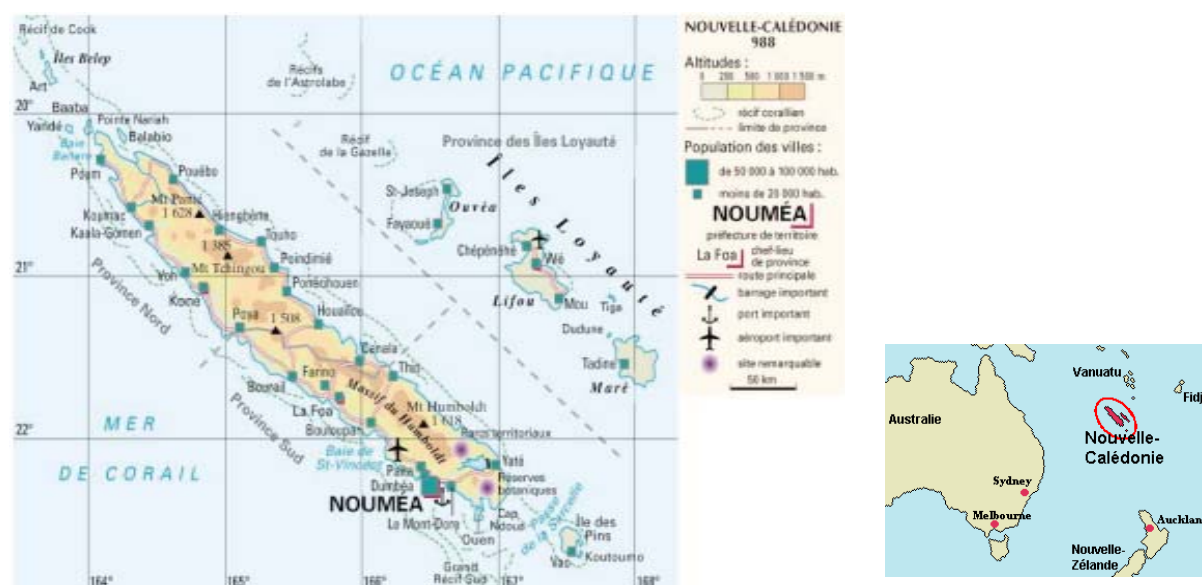 Récif de Cook
Îles Belep
Art
Récifs
de l'Astrolabe
OCÉAN PACIFIQUE
20°
Baaba
Yandé
Pointe Nariah
Balabio
Baie
Poum
Pouébo
Mt Panié
1 628
Hienghène
Koumac
Kaala-Gomen
Touho
1 385
Mt Tchingou
Poindimié
21°
Voh
Ponérihouen
Koné
Province Nord
Poya
1 508
Houaïlou
Canala
Thio
Bourail
Farino
La Foa
Massif du Humboldt
Mt Humboldt
1 618
Province Sud
Bouloupa
22°
MER
DE CORAIL
Baie de
St-Vincent
Parcs territoriaux
Païta
Dumbéa
NOUMÉA
Yaté
Réserves
botaniques
Le Mont-Dore
Cap
Ndoua
Ouen
Passe
de la Sarcelle
Île des
Pins
Vao
Koutoumo
Grand
Récif Sud
Récif
de la Gazelle
Province des Îles Loyauté
Îles Loyauté
St-Joseph
Ouvéa
Fayaoué
Chépénéhé
Wé
Lifou
Mou
Tiga
Dudune
Tadine
Maré
164°
165°
166°
167°
168°
NOUVELLE-CALÉDONIE
988
Altitudes :
0 200 500 1 000 1 500 m
récif corallien
limite de province
Population des villes :
de 50 000 à 100 000 hab.
moins de 20 000 hab.
NOUMÉA
préfecture de territoire
La Foa
chef-lieu
de province
route principale
barrage important
port important
aéroport important
site remarquable
50 km
Vanuatu
Fidj
Australie
Nouvelle-
Calédonie
Sydney
Melbourne
Aucklan
Nouvelle-
Zélande